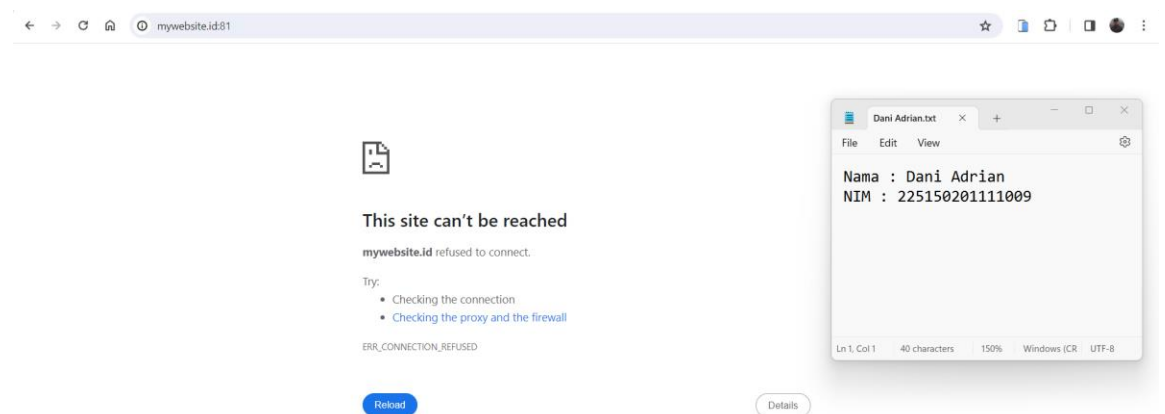 mywebsite.id:81
This site can't be reached
mywebsite.id refused to connect.
Try:
• Checking the connection
• Checking the proxy and the firewall
ERR_CONNECTION_REFUSED
Reload
Details
Dani Adrian.txt
File Edit View
Nama : Dani Adrian
NIM : 225150201111009
Ln 1, Col 1 40 characters 150% Windows (CR UTF-8